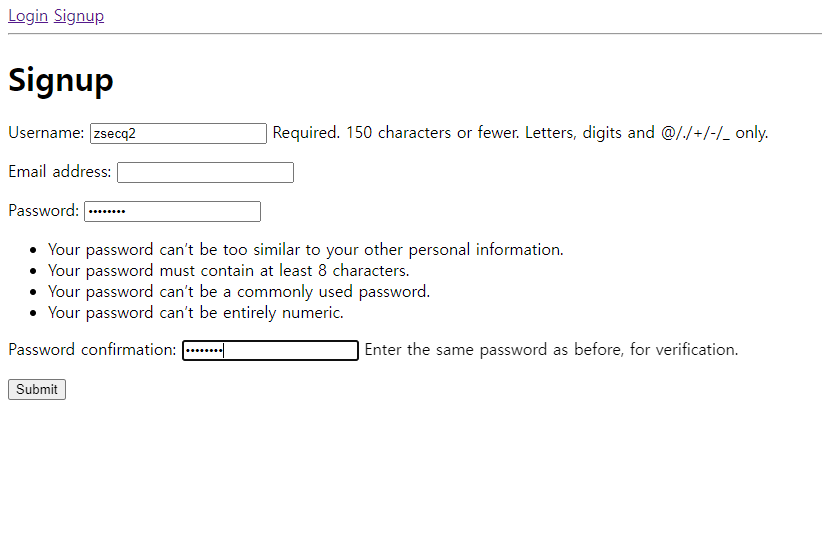 Login Signup
Signup
Username: zsecq2 Required. 150 characters or fewer. Letters, digits and @/./+/-/_ only.
Email address:
Password: ••••••••
Your password can't be too similar to your other personal information.
Your password must contain at least 8 characters.
Your password can't be a commonly used password.
Your password can't be entirely numeric.
Password confirmation: •••••••• Enter the same password as before, for verification.
Submit